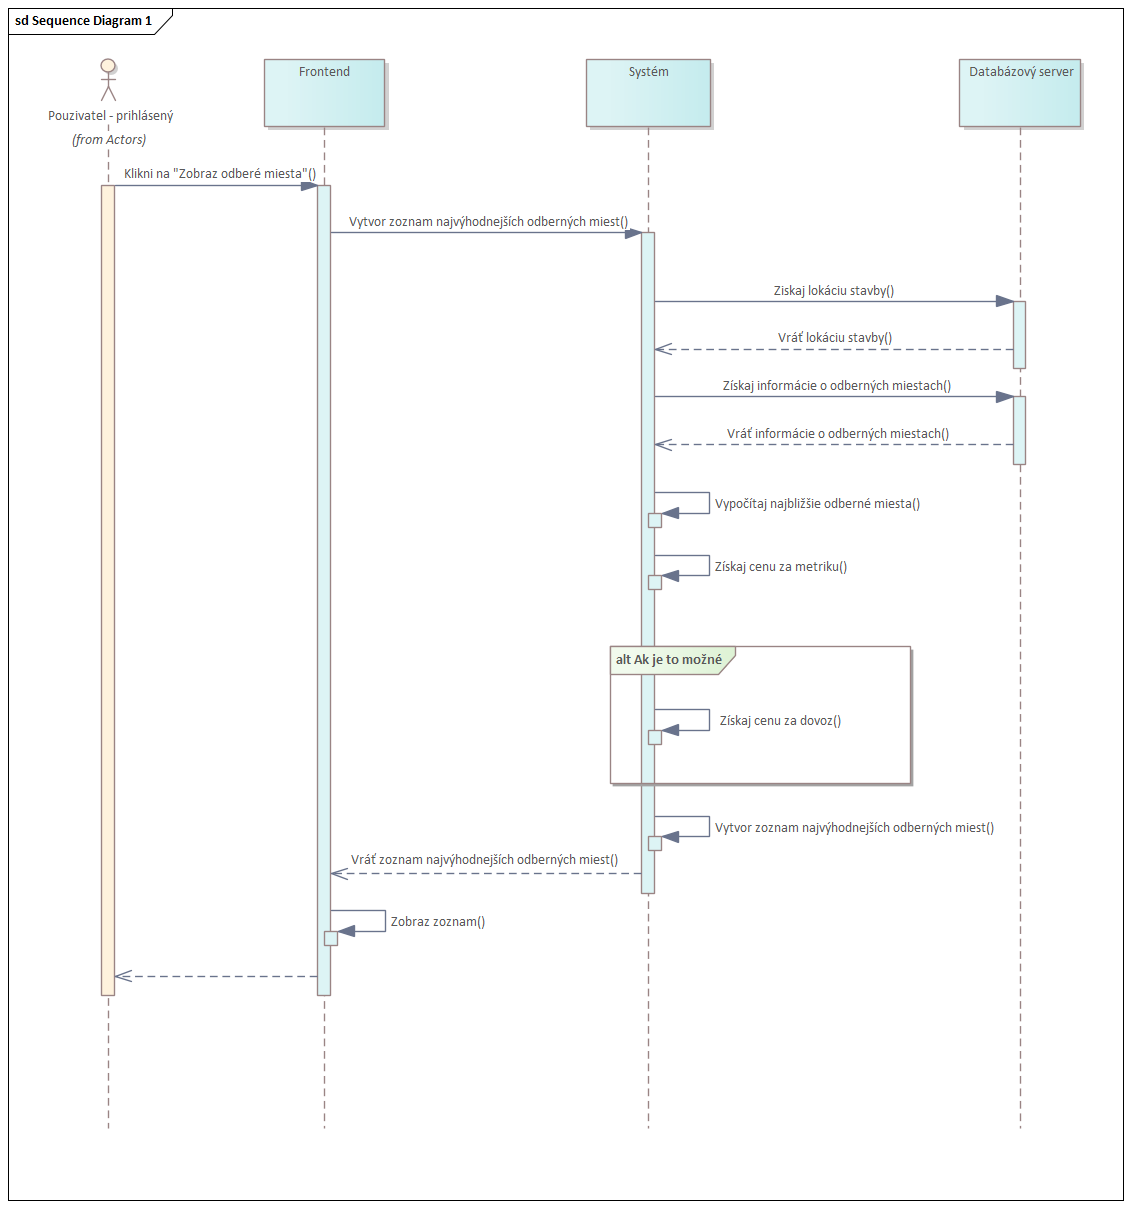 sd Sequence Diagram 1
Pouzivatel - prihlásený
(from Actors)
Frontend
Systém
Databázový server
Klikni na "Zobraz odberé miesta"()
Vytvor zoznam najvýhodnejších odberných miest()
Ziskaj lokáciu stavby()
Vráť lokáciu stavby()
Získaj informácie o odberných miestach()
Vráť informácie o odberných miestach()
Vypočítaj najbližšie odberné miesta()
Získaj cenu za metriku()
alt Ak je to možné
Získaj cenu za dovoz()
Vytvor zoznam najvýhodnejších odberných miest()
Vráť zoznam najvýhodnejších odberných miest()
Zobraz zoznam()